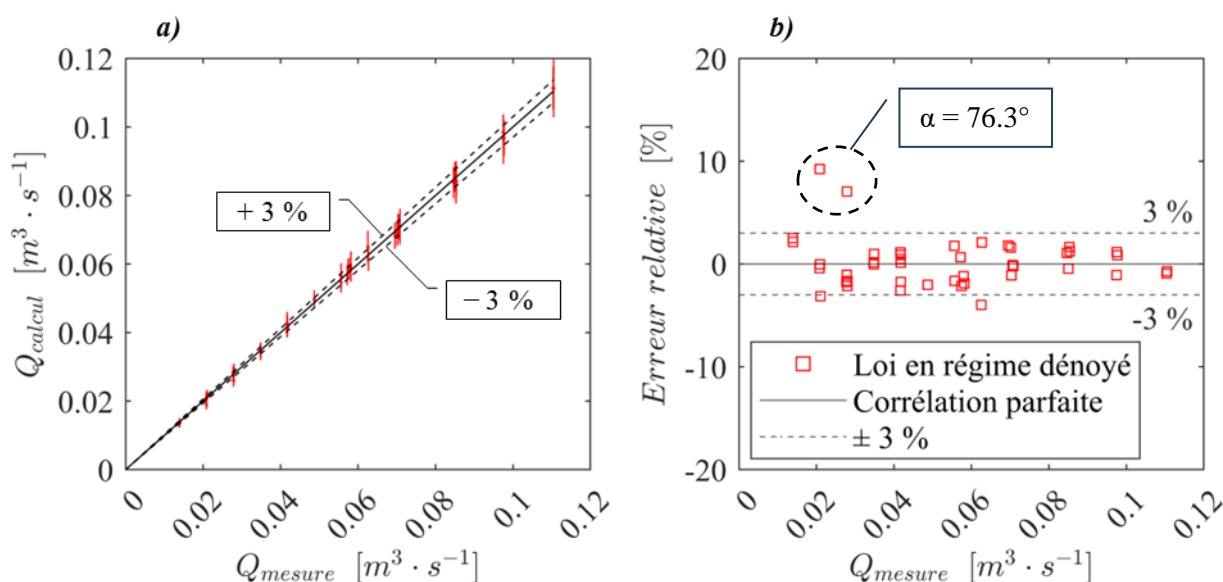 a)
0.12
0.1
0.08
0.06
0.04
0.02
0
Q_calcul [m³ · s⁻¹]
+ 3 %
− 3 %
0
0.02
0.04
0.06
0.08
0.1
0.12
Q_mesure [m³ · s⁻¹]
b)
20
10
0
-10
-20
Erreur relative [%]
α = 76.3°
3 %
-3 %
Loi en régime dénoyé
Corrélation parfaite
± 3 %
0
0.02
0.04
0.06
0.08
0.1
0.12
Q_mesure [m³ · s⁻¹]